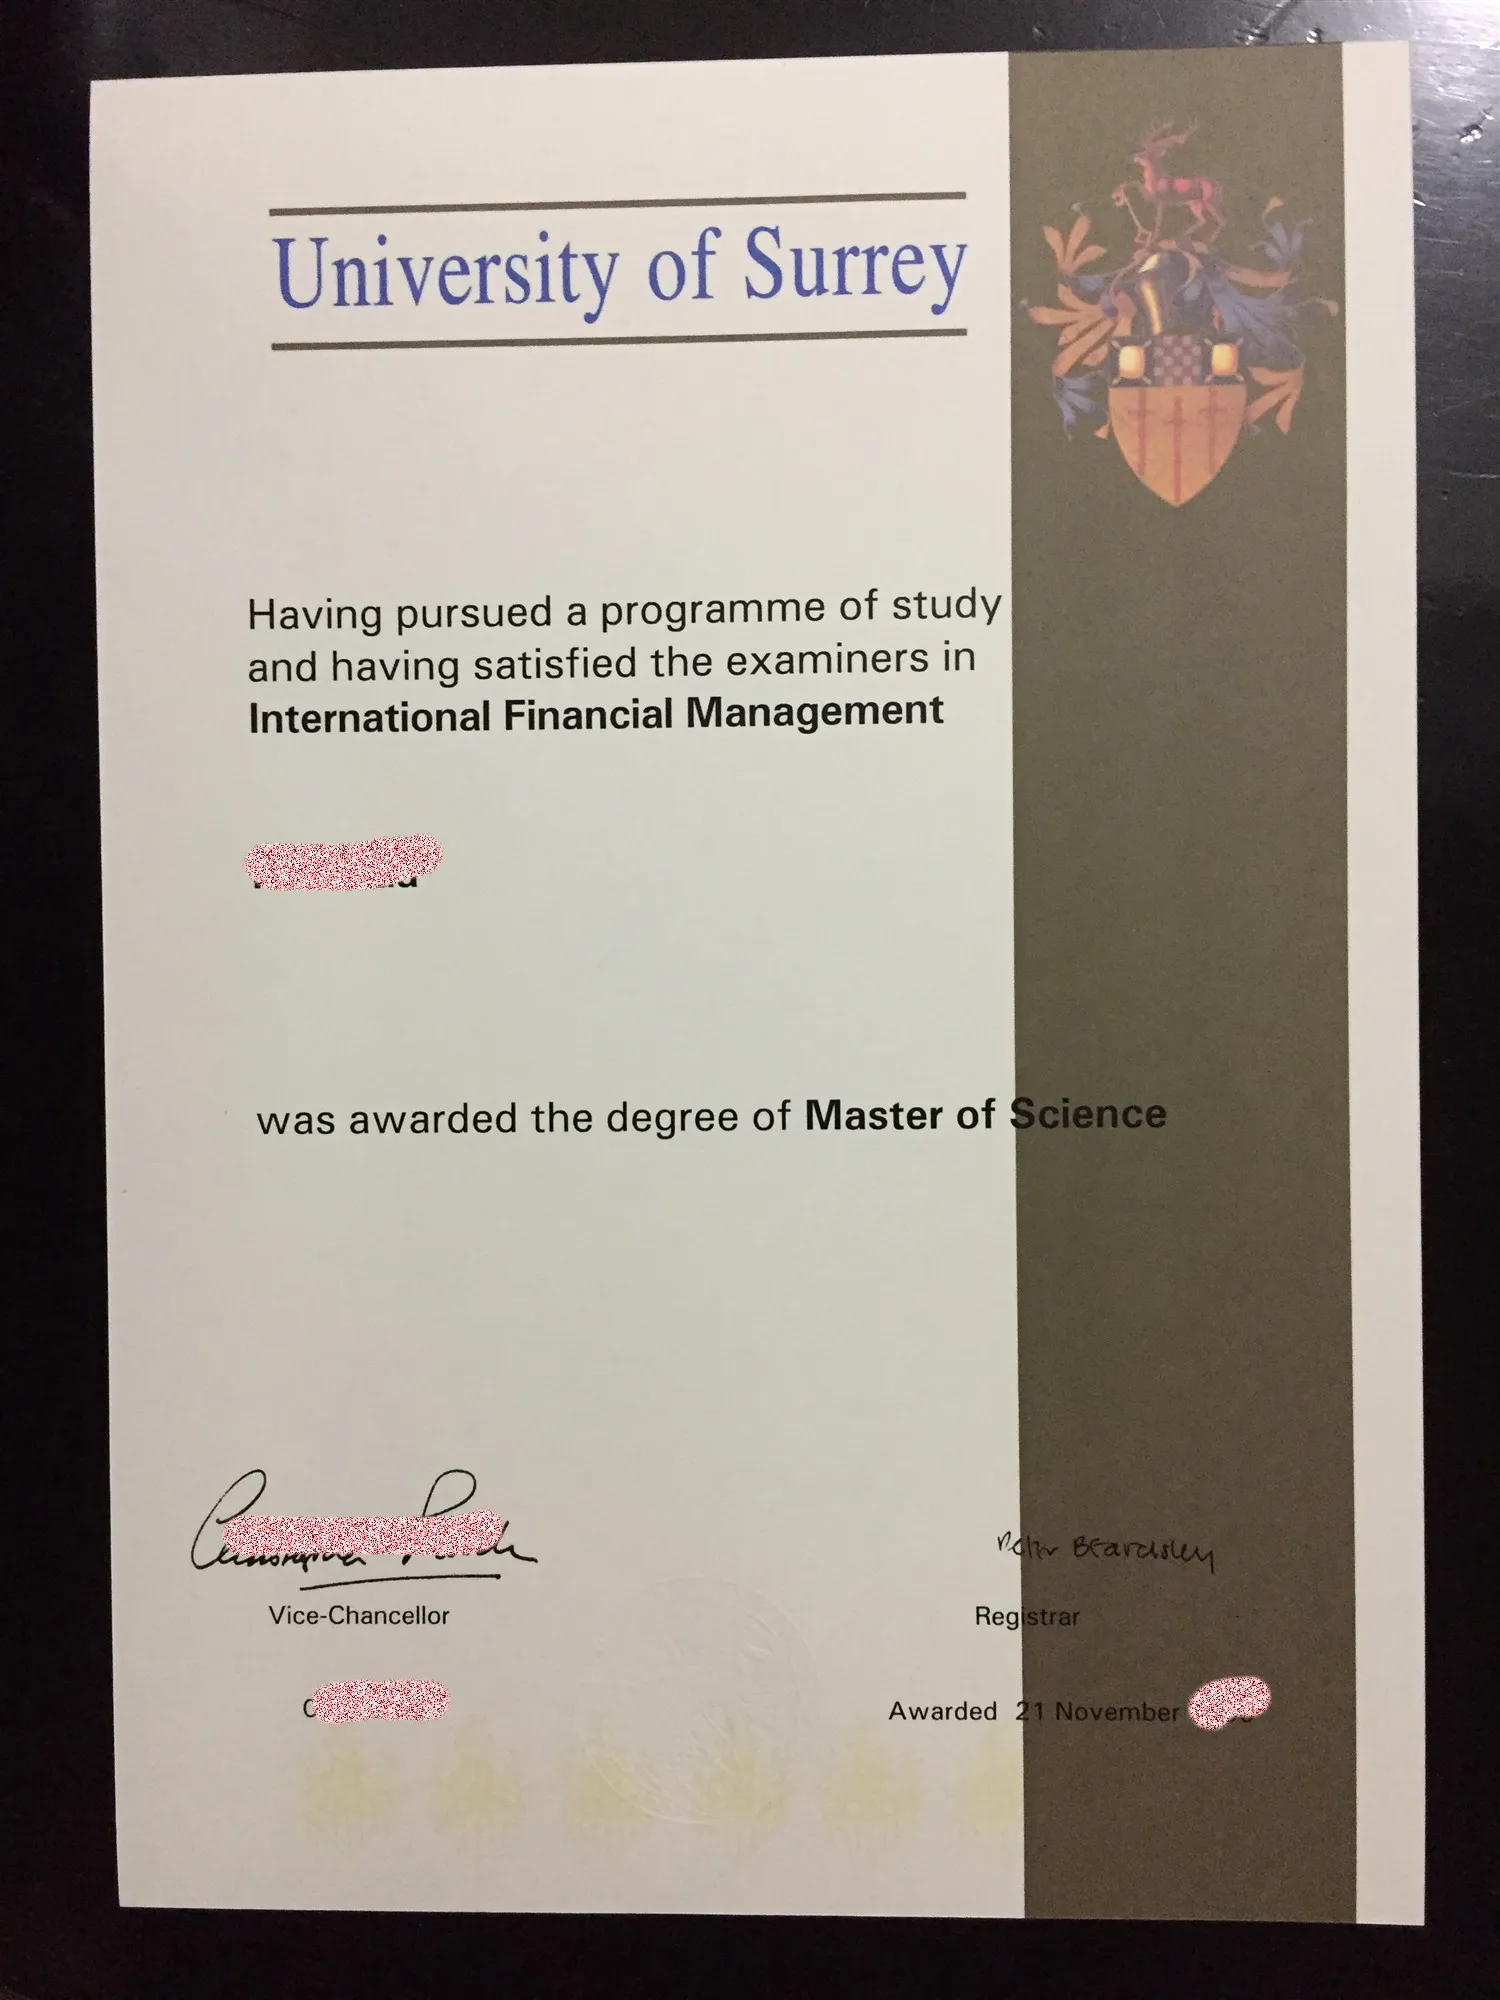 University of Surrey
Having pursued a programme of study
and having satisfied the examiners in
International Financial Management
was awarded the degree of Master of Science
Peter Beardsley
Vice-Chancellor
Registrar
Awarded 21 November